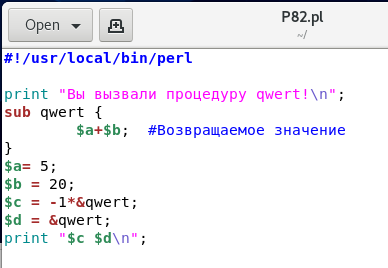 Open
P82.pl
~/
#!/usr/local/bin/perl
print "Вы вызвали процедуру qwert!\n";
sub qwert {
$a+$b;  #Возвращаемое значение
}
$a= 5;
$b = 20;
$c = -1*&qwert;
$d = &qwert;
print "$c $d\n";